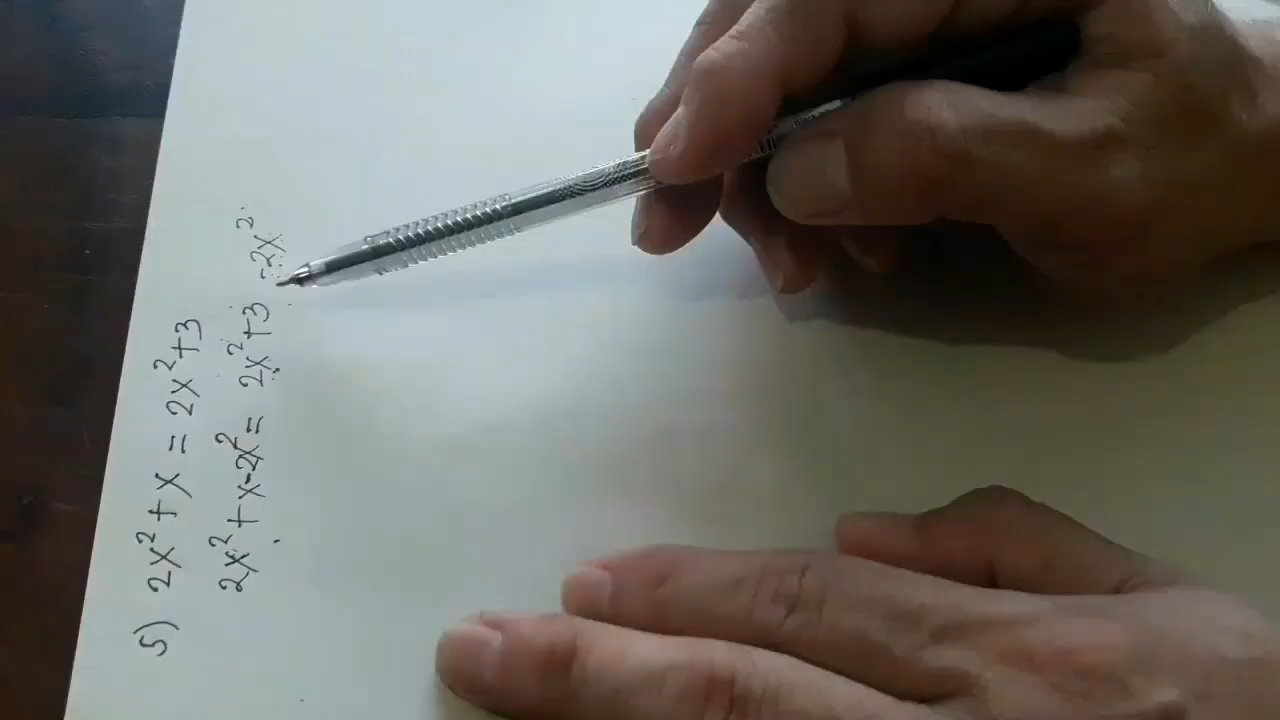 5) 2x² + x = 2x² + 3
2x² + x - 2x² = 2x² + 3 - 2x²